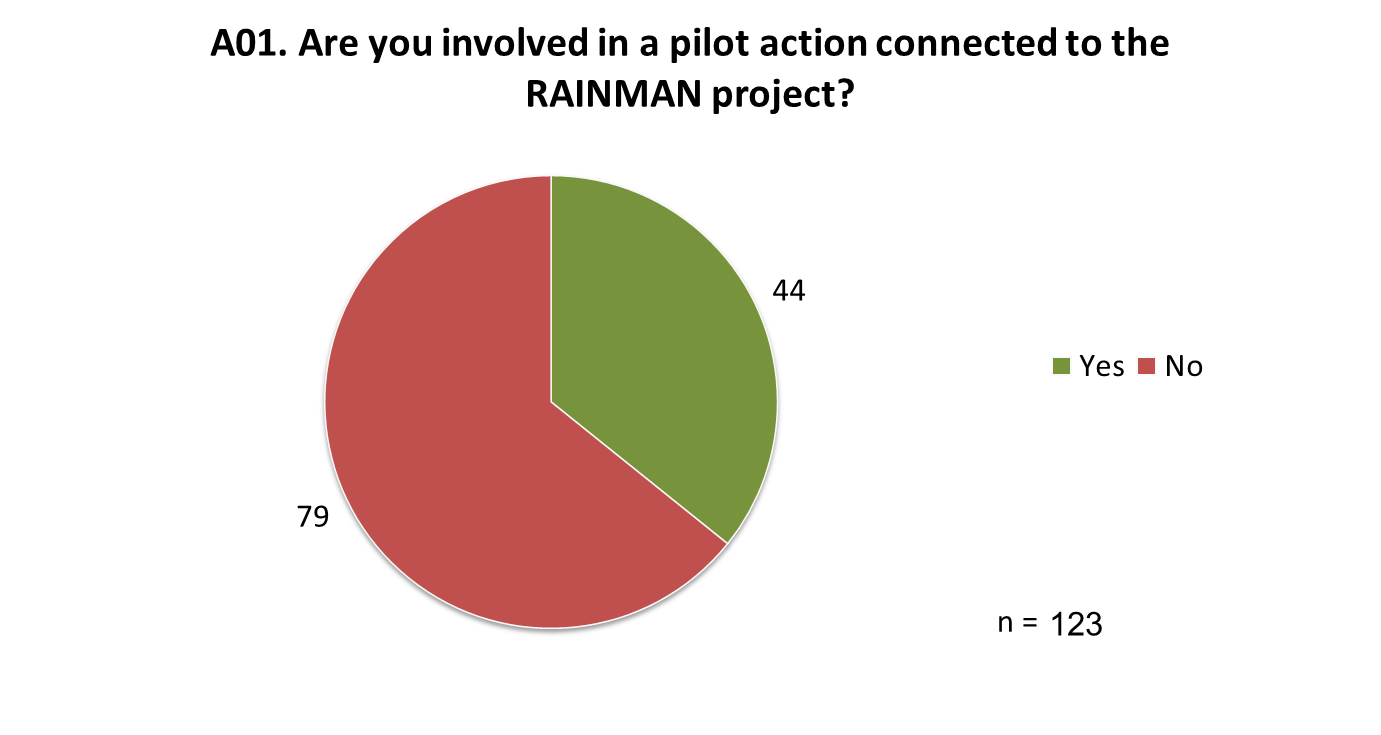 A01. Are you involved in a pilot action connected to the
RAINMAN project?
44
Yes No
79
n = 123